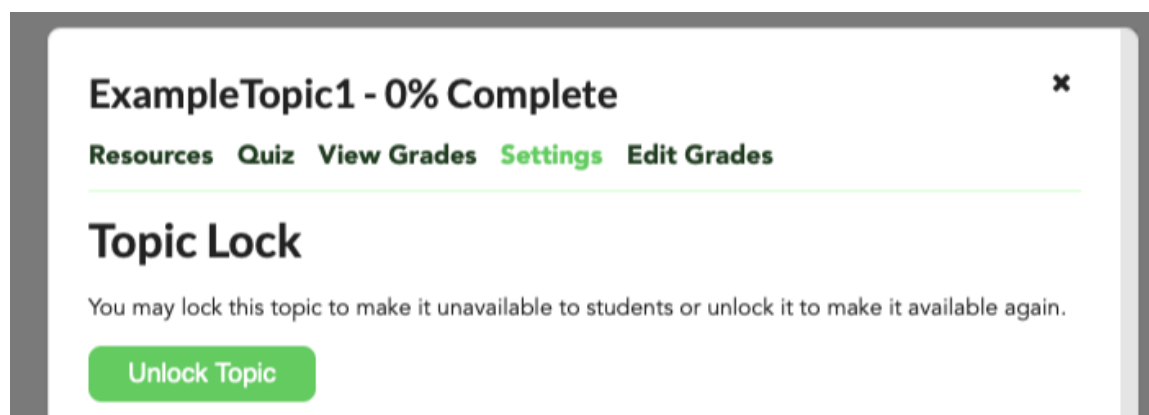 ExampleTopic1 - 0% Complete
Resources Quiz View Grades Settings Edit Grades
Topic Lock
You may lock this topic to make it unavailable to students or unlock it to make it available again.
Unlock Topic